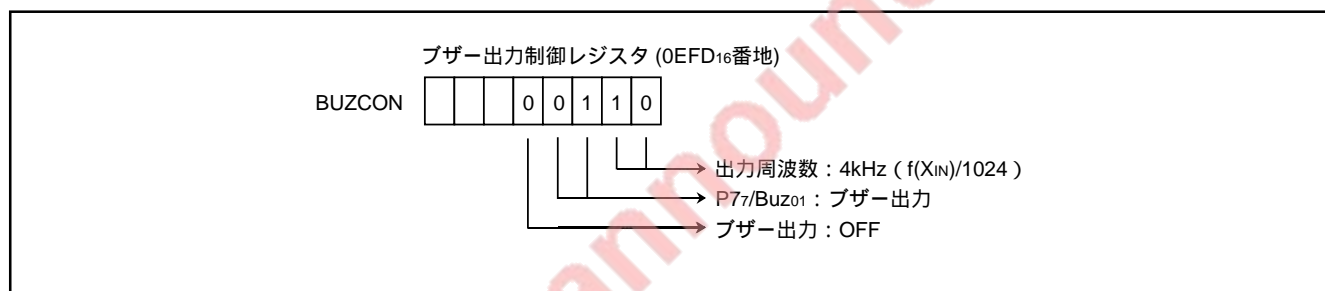 ブザー出力制御レジスタ (0EFD16番地)
BUZCON 0 0 1 1 0
出力周波数：4kHz（f(XIN)/1024）
P77/Buz01：ブザー出力
ブザー出力：OFF
announ